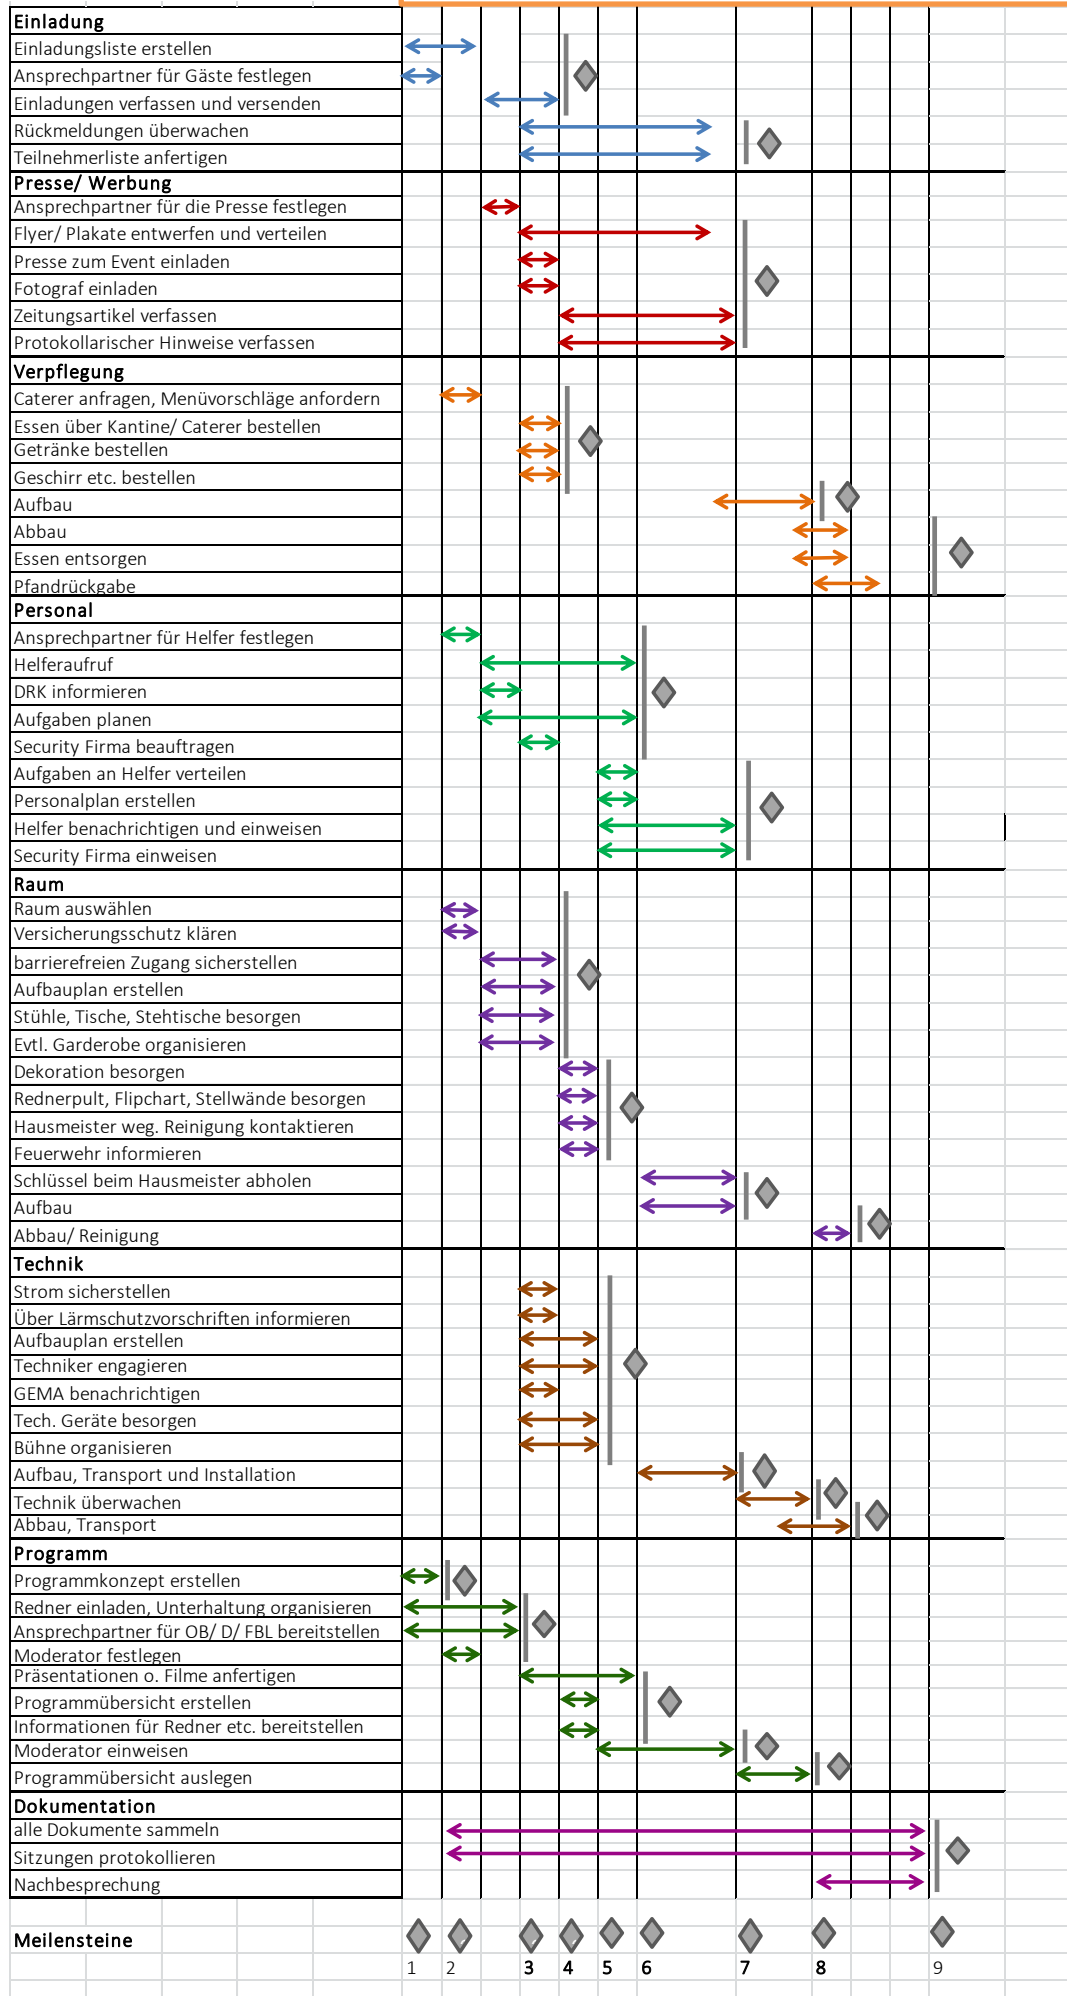 Einladung
Einladungsliste erstellen
Ansprechpartner für Gäste festlegen
Einladungen verfassen und versenden
Rückmeldungen überwachen
Teilnehmerliste anfertigen
Presse/ Werbung
Ansprechpartner für die Presse festlegen
Flyer/ Plakate entwerfen und verteilen
Presse zum Event einladen
Fotograf einladen
Zeitungsartikel verfassen
Protokollarischer Hinweise verfassen
Verpflegung
Caterer anfragen, Menüvorschläge anfordern
Essen über Kantine/ Caterer bestellen
Getränke bestellen
Geschirr etc. bestellen
Aufbau
Abbau
Essen entsorgen
Pfandrückgabe
Personal
Ansprechpartner für Helfer festlegen
Helferaufruf
DRK informieren
Aufgaben planen
Security Firma beauftragen
Aufgaben an Helfer verteilen
Personalplan erstellen
Helfer benachrichtigen und einweisen
Security Firma einweisen
Raum
Raum auswählen
Versicherungsschutz klären
barrierefreien Zugang sicherstellen
Aufbauplan erstellen
Stühle, Tische, Stehtische besorgen
Evtl. Garderobe organisieren
Dekoration besorgen
Rednerpult, Flipchart, Stellwände besorgen
Hausmeister weg. Reinigung kontaktieren
Feuerwehr informieren
Schlüssel beim Hausmeister abholen
Aufbau
Abbau/ Reinigung
Technik
Strom sicherstellen
Über Lärmschutzvorschriften informieren
Aufbauplan erstellen
Techniker engagieren
GEMA benachrichtigen
Tech. Geräte besorgen
Bühne organisieren
Aufbau, Transport und Installation
Technik überwachen
Abbau, Transport
Programm
Programmkonzept erstellen
Redner einladen, Unterhaltung organisieren
Ansprechpartner für OB/ D/ FBL bereitstellen
Moderator festlegen
Präsentationen o. Filme anfertigen
Programmübersicht erstellen
Informationen für Redner etc. bereitstellen
Moderator einweisen
Programmübersicht auslegen
Dokumentation
alle Dokumente sammeln
Sitzungen protokollieren
Nachbesprechung
Meilensteine
1 2 3 4 5 6 7 8 9